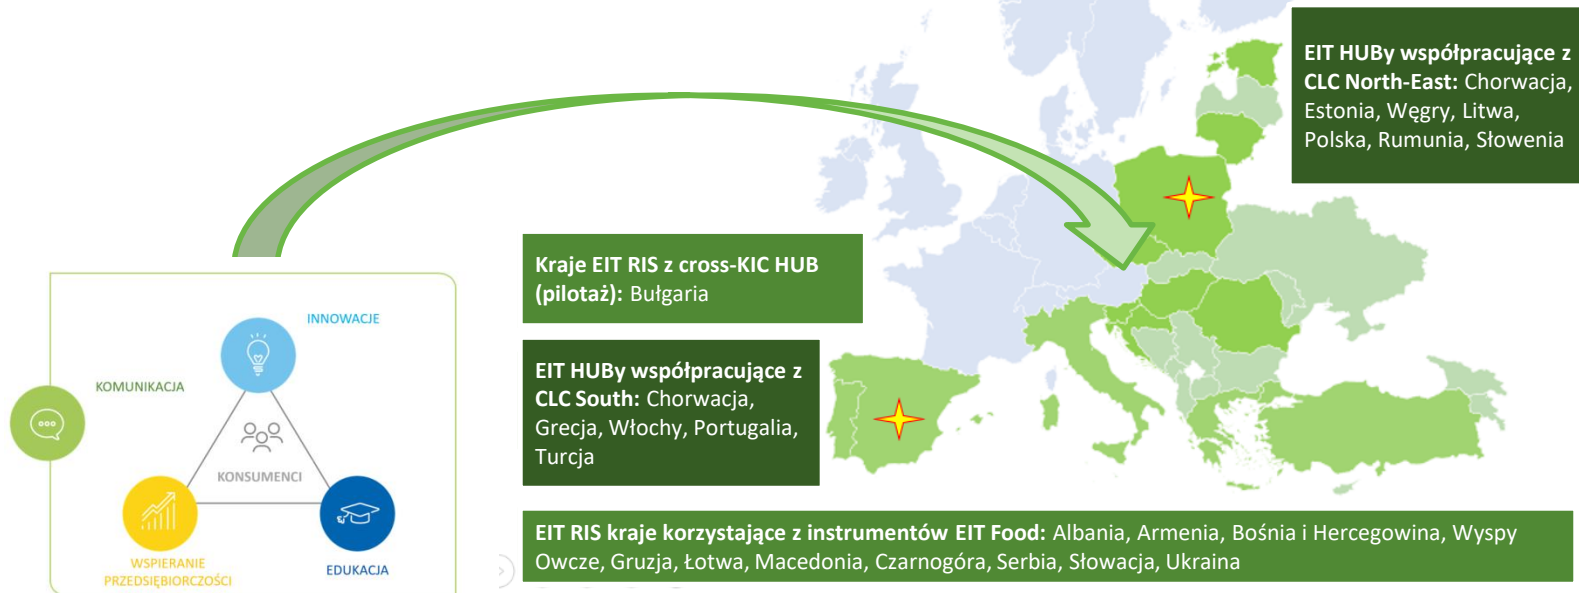 EIT HUBy współpracujące z
CLC North-East: Chorwacja,
Estonia, Węgry, Litwa,
Polska, Rumunia, Słowenia
Kraje EIT RIS z cross-KIC HUB
(pilotaż): Bułgaria
EIT HUBy współpracujące z
CLC South: Chorwacja,
Grecja, Włochy, Portugalia,
Turcja
INNOWACJE
KOMUNIKACJA
KONSUMENCI
WSPIERANIE
PRZEDSIĘBIORCZOŚCI
EDUKACJA
EIT RIS kraje korzystające z instrumentów EIT Food: Albania, Armenia, Bośnia i Hercegowina, Wyspy
Owcze, Gruzja, Łotwa, Macedonia, Czarnogóra, Serbia, Słowacja, Ukraina